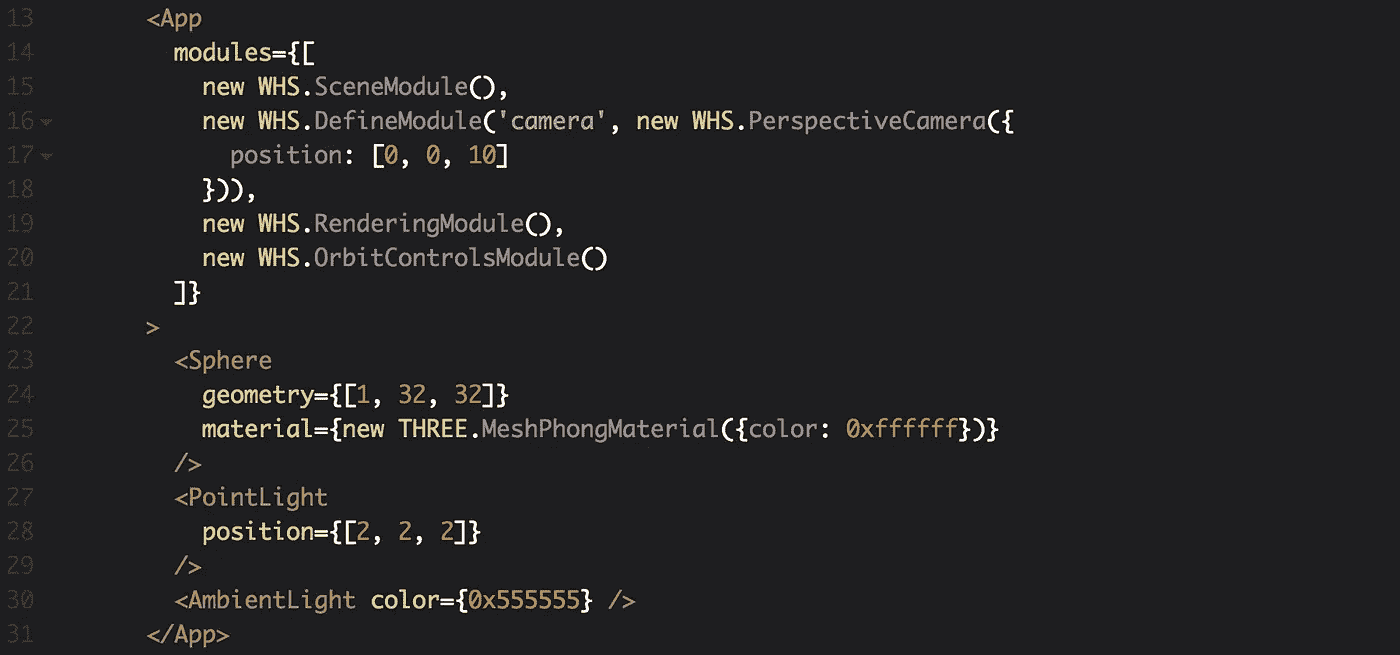 13        <App
14          modules={[
15            new WHS.SceneModule(),
16            new WHS.DefineModule('camera', new WHS.PerspectiveCamera({
17              position: [0, 0, 10]
18            })),
19            new WHS.RenderingModule(),
20            new WHS.OrbitControlsModule()
21          ]}
22        >
23          <Sphere
24            geometry={[1, 32, 32]}
25            material={new THREE.MeshPhongMaterial({color: 0xffffff})}
26          />
27          <PointLight
28            position={[2, 2, 2]}
29          />
30          <AmbientLight color={0x555555} />
31        </App>